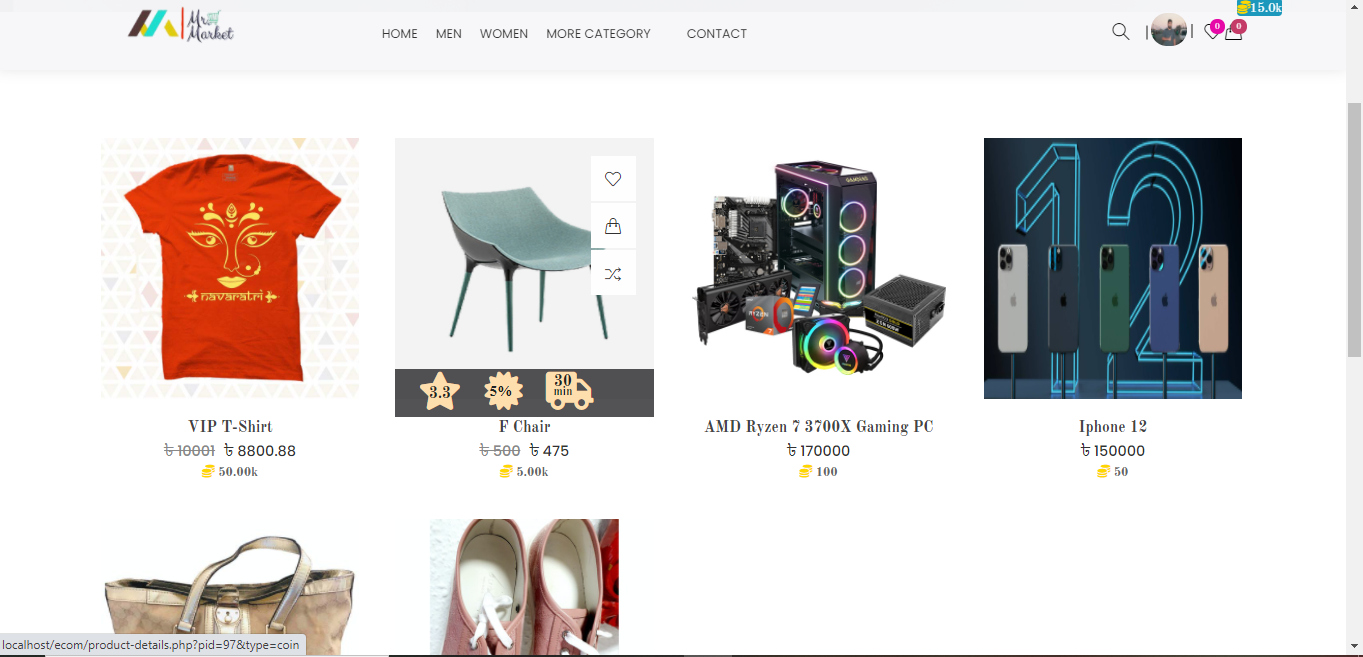 15.0k
Mr.
Market
HOME MEN WOMEN MORE CATEGORY CONTACT
0 0
navaratri
RYZEN
3.3 5% 30
min
VIP T-Shirt F Chair AMD Ryzen 7 3700X Gaming PC Iphone 12
৳ 10001 ৳ 8800.88 ৳ 500 ৳ 475 ৳ 170000 ৳ 150000
50.00k 5.00k 100 50
localhost/ecom/product-details.php?pid=97&type=coin